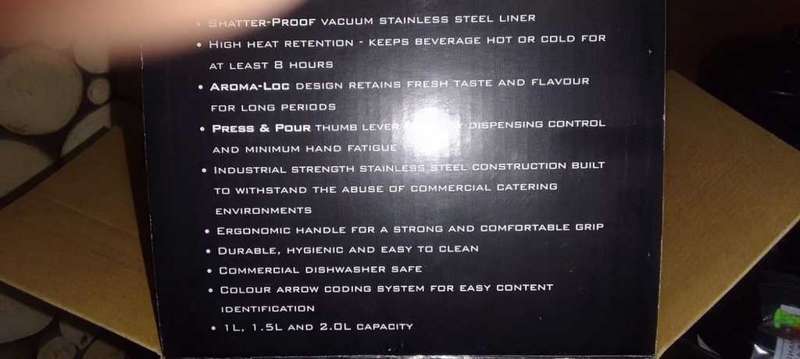 SHATTER-PROOF VACUUM STAINLESS STEEL LINER
• HIGH HEAT RETENTION - KEEPS BEVERAGE HOT OR COLD FOR
AT LEAST 8 HOURS
• AROMA-LOC DESIGN RETAINS FRESH TASTE AND FLAVOUR
FOR LONG PERIODS
• PRESS & POUR THUMB LEVER DISPENSING CONTROL
AND MINIMUM HAND FATIGUE
• INDUSTRIAL STRENGTH STAINLESS STEEL CONSTRUCTION BUILT
TO WITHSTAND THE ABUSE OF COMMERCIAL CATERING
ENVIRONMENTS
• ERGONOMIC HANDLE FOR A STRONG AND COMFORTABLE GRIP
• DURABLE, HYGIENIC AND EASY TO CLEAN
• COMMERCIAL DISHWASHER SAFE
• COLOUR ARROW CODING SYSTEM FOR EASY CONTENT
IDENTIFICATION
• 1L, 1.5L AND 2.0L CAPACITY